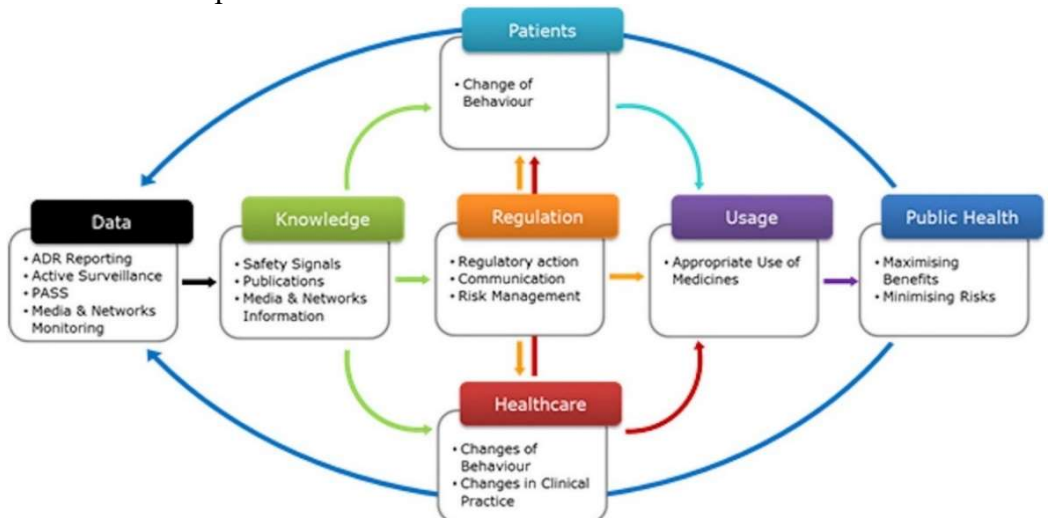 Patients
• Change of
Behaviour
Data
• ADR Reporting
• Active Surveillance
• PASS
• Media & Networks
Monitoring
Knowledge
• Safety Signals
• Publications
• Media & Networks
Information
Regulation
• Regulatory action
• Communication
• Risk Management
Usage
• Appropriate Use of
Medicines
Public Health
• Maximising
Benefits
• Minimising Risks
Healthcare
• Changes of
Behaviour
• Changes in Clinical
Practice